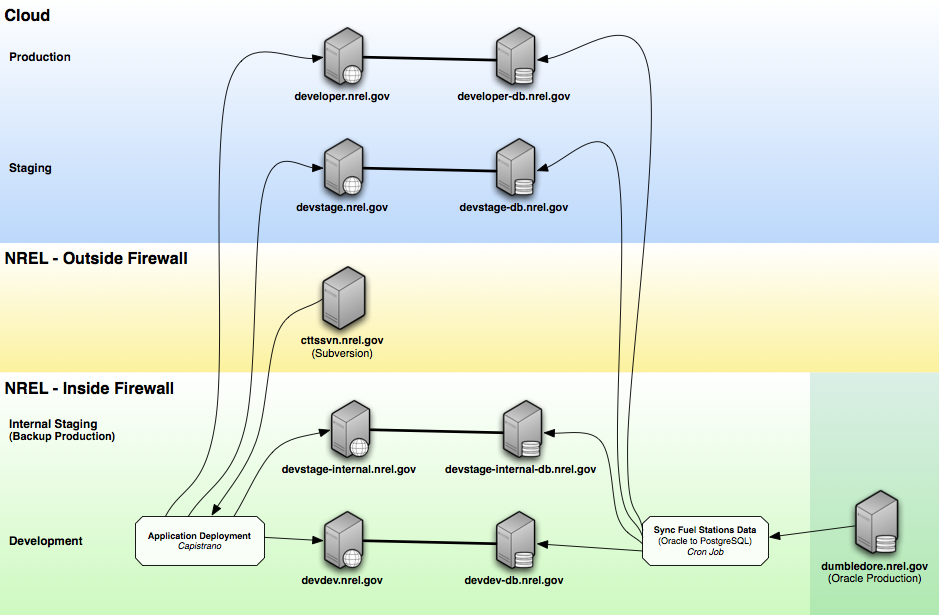 Cloud
Production
developer.nrel.gov
developer-db.nrel.gov
Staging
devstage.nrel.gov
devstage-db.nrel.gov
NREL - Outside Firewall
cttssvn.nrel.gov
(Subversion)
NREL - Inside Firewall
Internal Staging
(Backup Production)
devstage-internal.nrel.gov
devstage-internal-db.nrel.gov
Development
Application Deployment
Capistrano
devdev.nrel.gov
devdev-db.nrel.gov
Sync Fuel Stations Data
(Oracle to PostgreSQL)
Cron Job
dumbledore.nrel.gov
(Oracle Production)